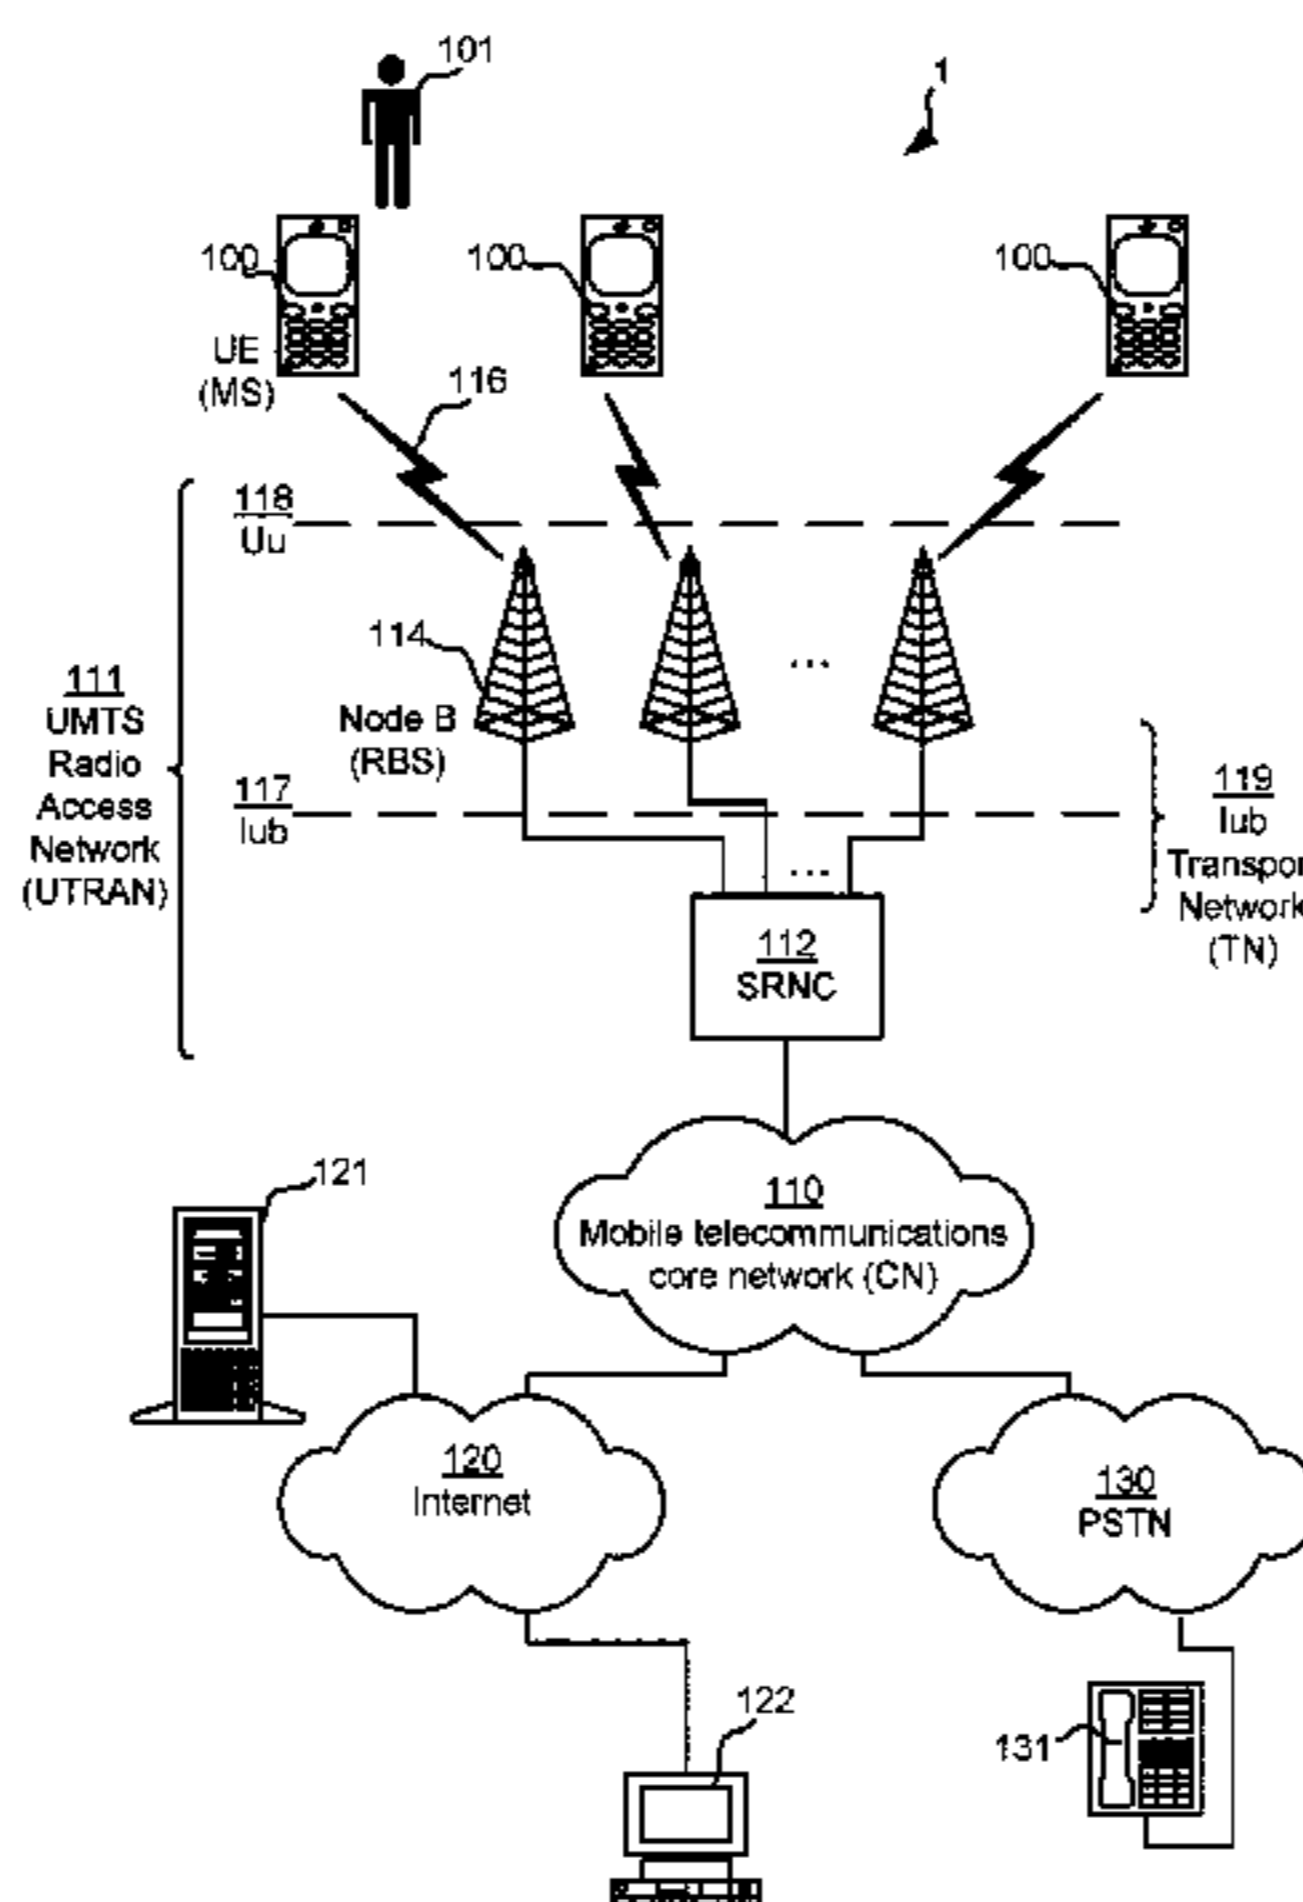 101
1
100
100
100
UE
(MS)
116
118
Uu
114
Node B
(RBS)
...
111
UMTS
Radio
Access
Network
(UTRAN)
117
Iub
119
Iub
Transpor
Network
(TN)
...
112
SRNC
110
Mobile telecommunications
core network (CN)
121
120
Internet
130
PSTN
122
131